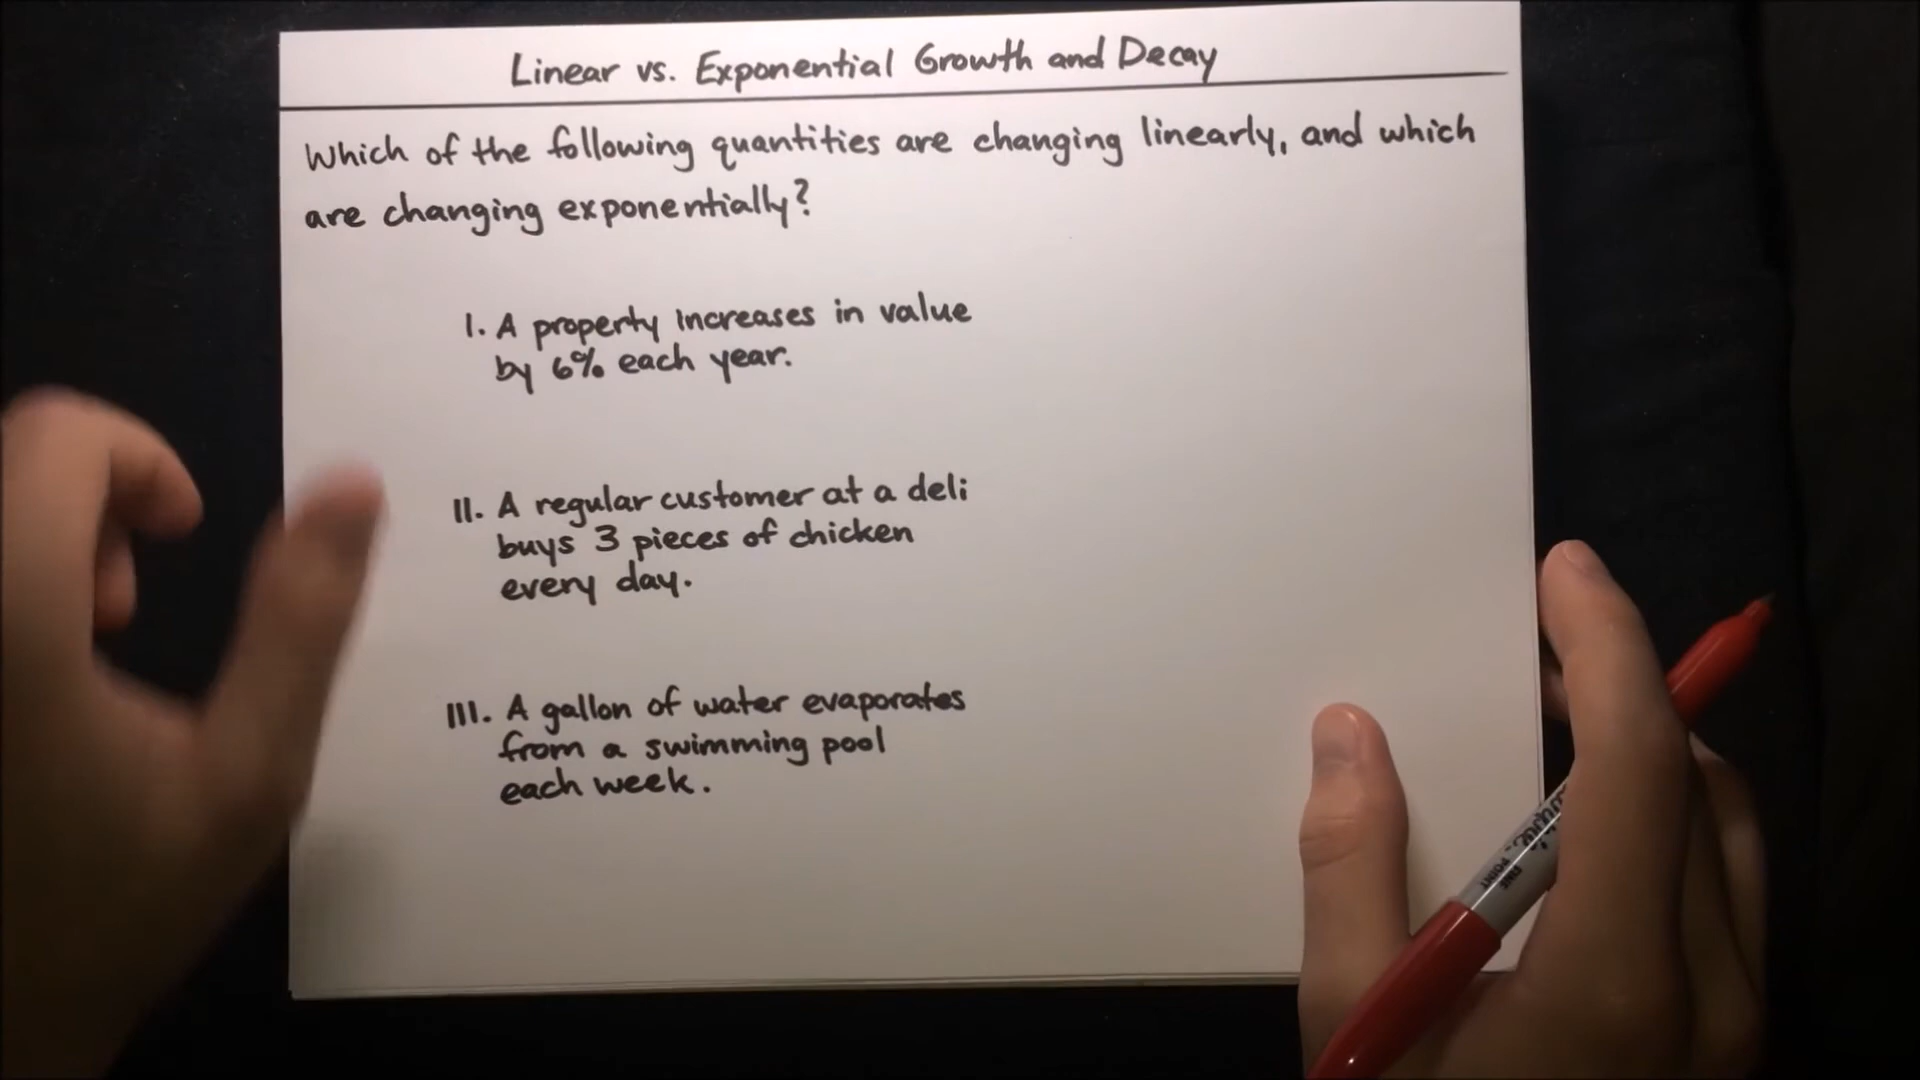 Linear vs. Exponential Growth and Decay
Which of the following quantities are changing linearly, and which
are changing exponentially?
I. A property increases in value
by 6% each year.
II. A regular customer at a deli
buys 3 pieces of chicken
every day.
III. A gallon of water evaporates
from a swimming pool
each week.
FINE
POINT